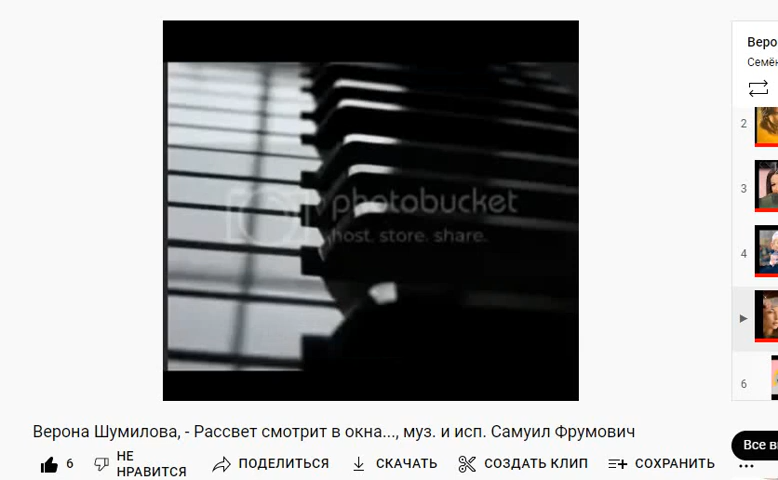 photobucket
host. store. share.
Верона Шумилова, - Рассвет смотрит в окна..., муз. и исп. Самуил Фрумович
6
НЕ
НРАВИТСЯ
ПОДЕЛИТЬСЯ
СКАЧАТЬ
СОЗДАТЬ КЛИП
СОХРАНИТЬ
Веро
Семён
2
3
4
6
Все в